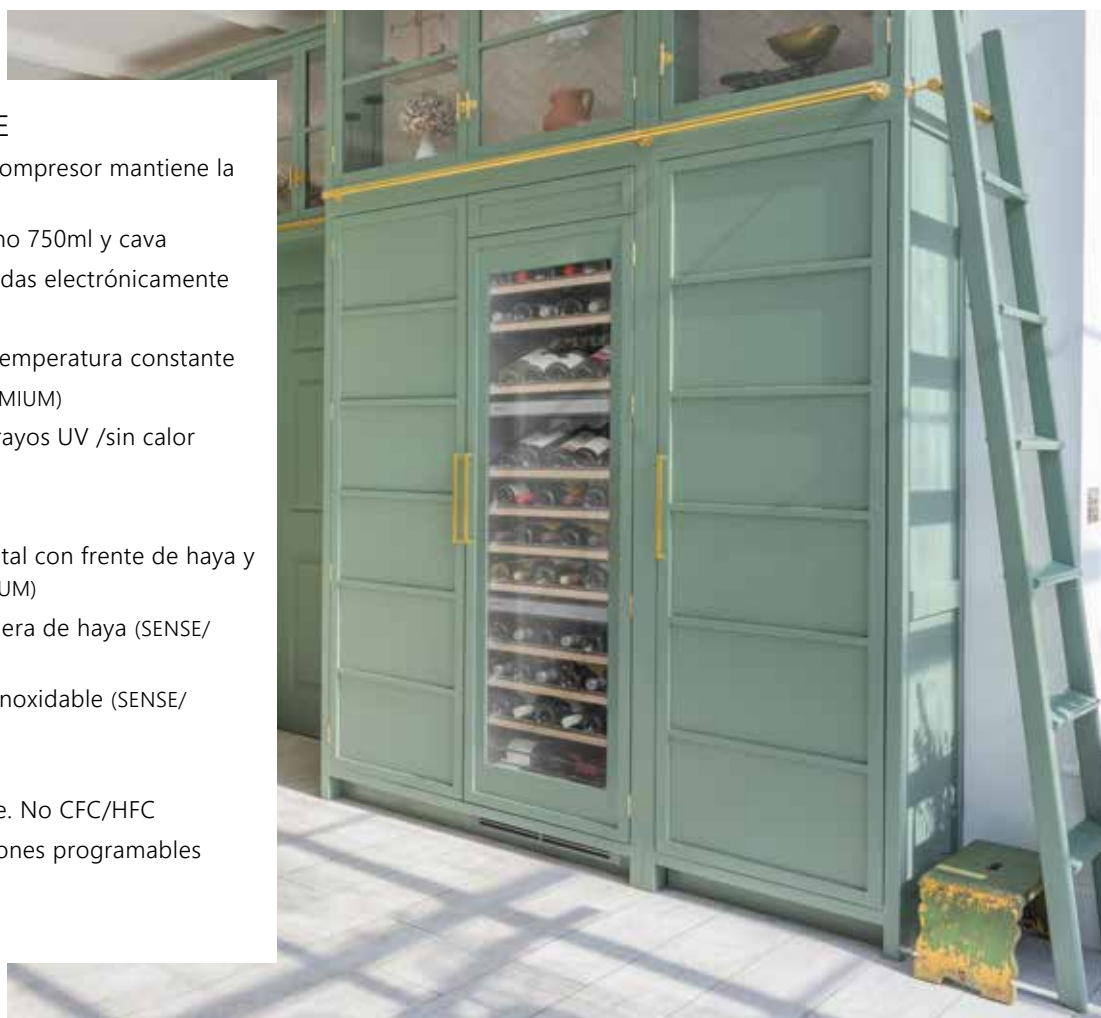 E
ompresor mantiene la
no 750ml y cava
das electrónicamente
emperatura constante
MIUM)
rayos UV /sin calor
tal con frente de haya y
UM)
era de haya (SENSE/
noxidable (SENSE/
e. No CFC/HFC
ones programables